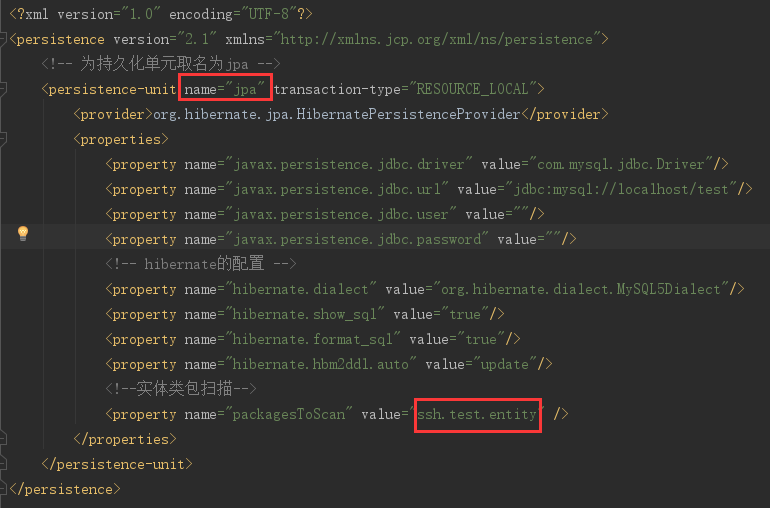 <?xml version="1.0" encoding="UTF-8"?>
<persistence version="2.1" xmlns="http://xmlns.jcp.org/xml/ns/persistence">
<!-- 为持久化单元取名为jpa -->
<persistence-unit name="jpa" transaction-type="RESOURCE_LOCAL">
<provider>org.hibernate.jpa.HibernatePersistenceProvider</provider>
<properties>
<property name="javax.persistence.jdbc.driver" value="com.mysql.jdbc.Driver"/>
<property name="javax.persistence.jdbc.url" value="jdbc:mysql://localhost/test"/>
<property name="javax.persistence.jdbc.user" value=""/>
<property name="javax.persistence.jdbc.password" value=""/>
<!-- hibernate的配置 -->
<property name="hibernate.dialect" value="org.hibernate.dialect.MySQL5Dialect"/>
<property name="hibernate.show_sql" value="true"/>
<property name="hibernate.format_sql" value="true"/>
<property name="hibernate.hbm2ddl.auto" value="update"/>
<!--实体类包扫描-->
<property name="packagesToScan" value="ssh.test.entity" />
</properties>
</persistence-unit>
</persistence>